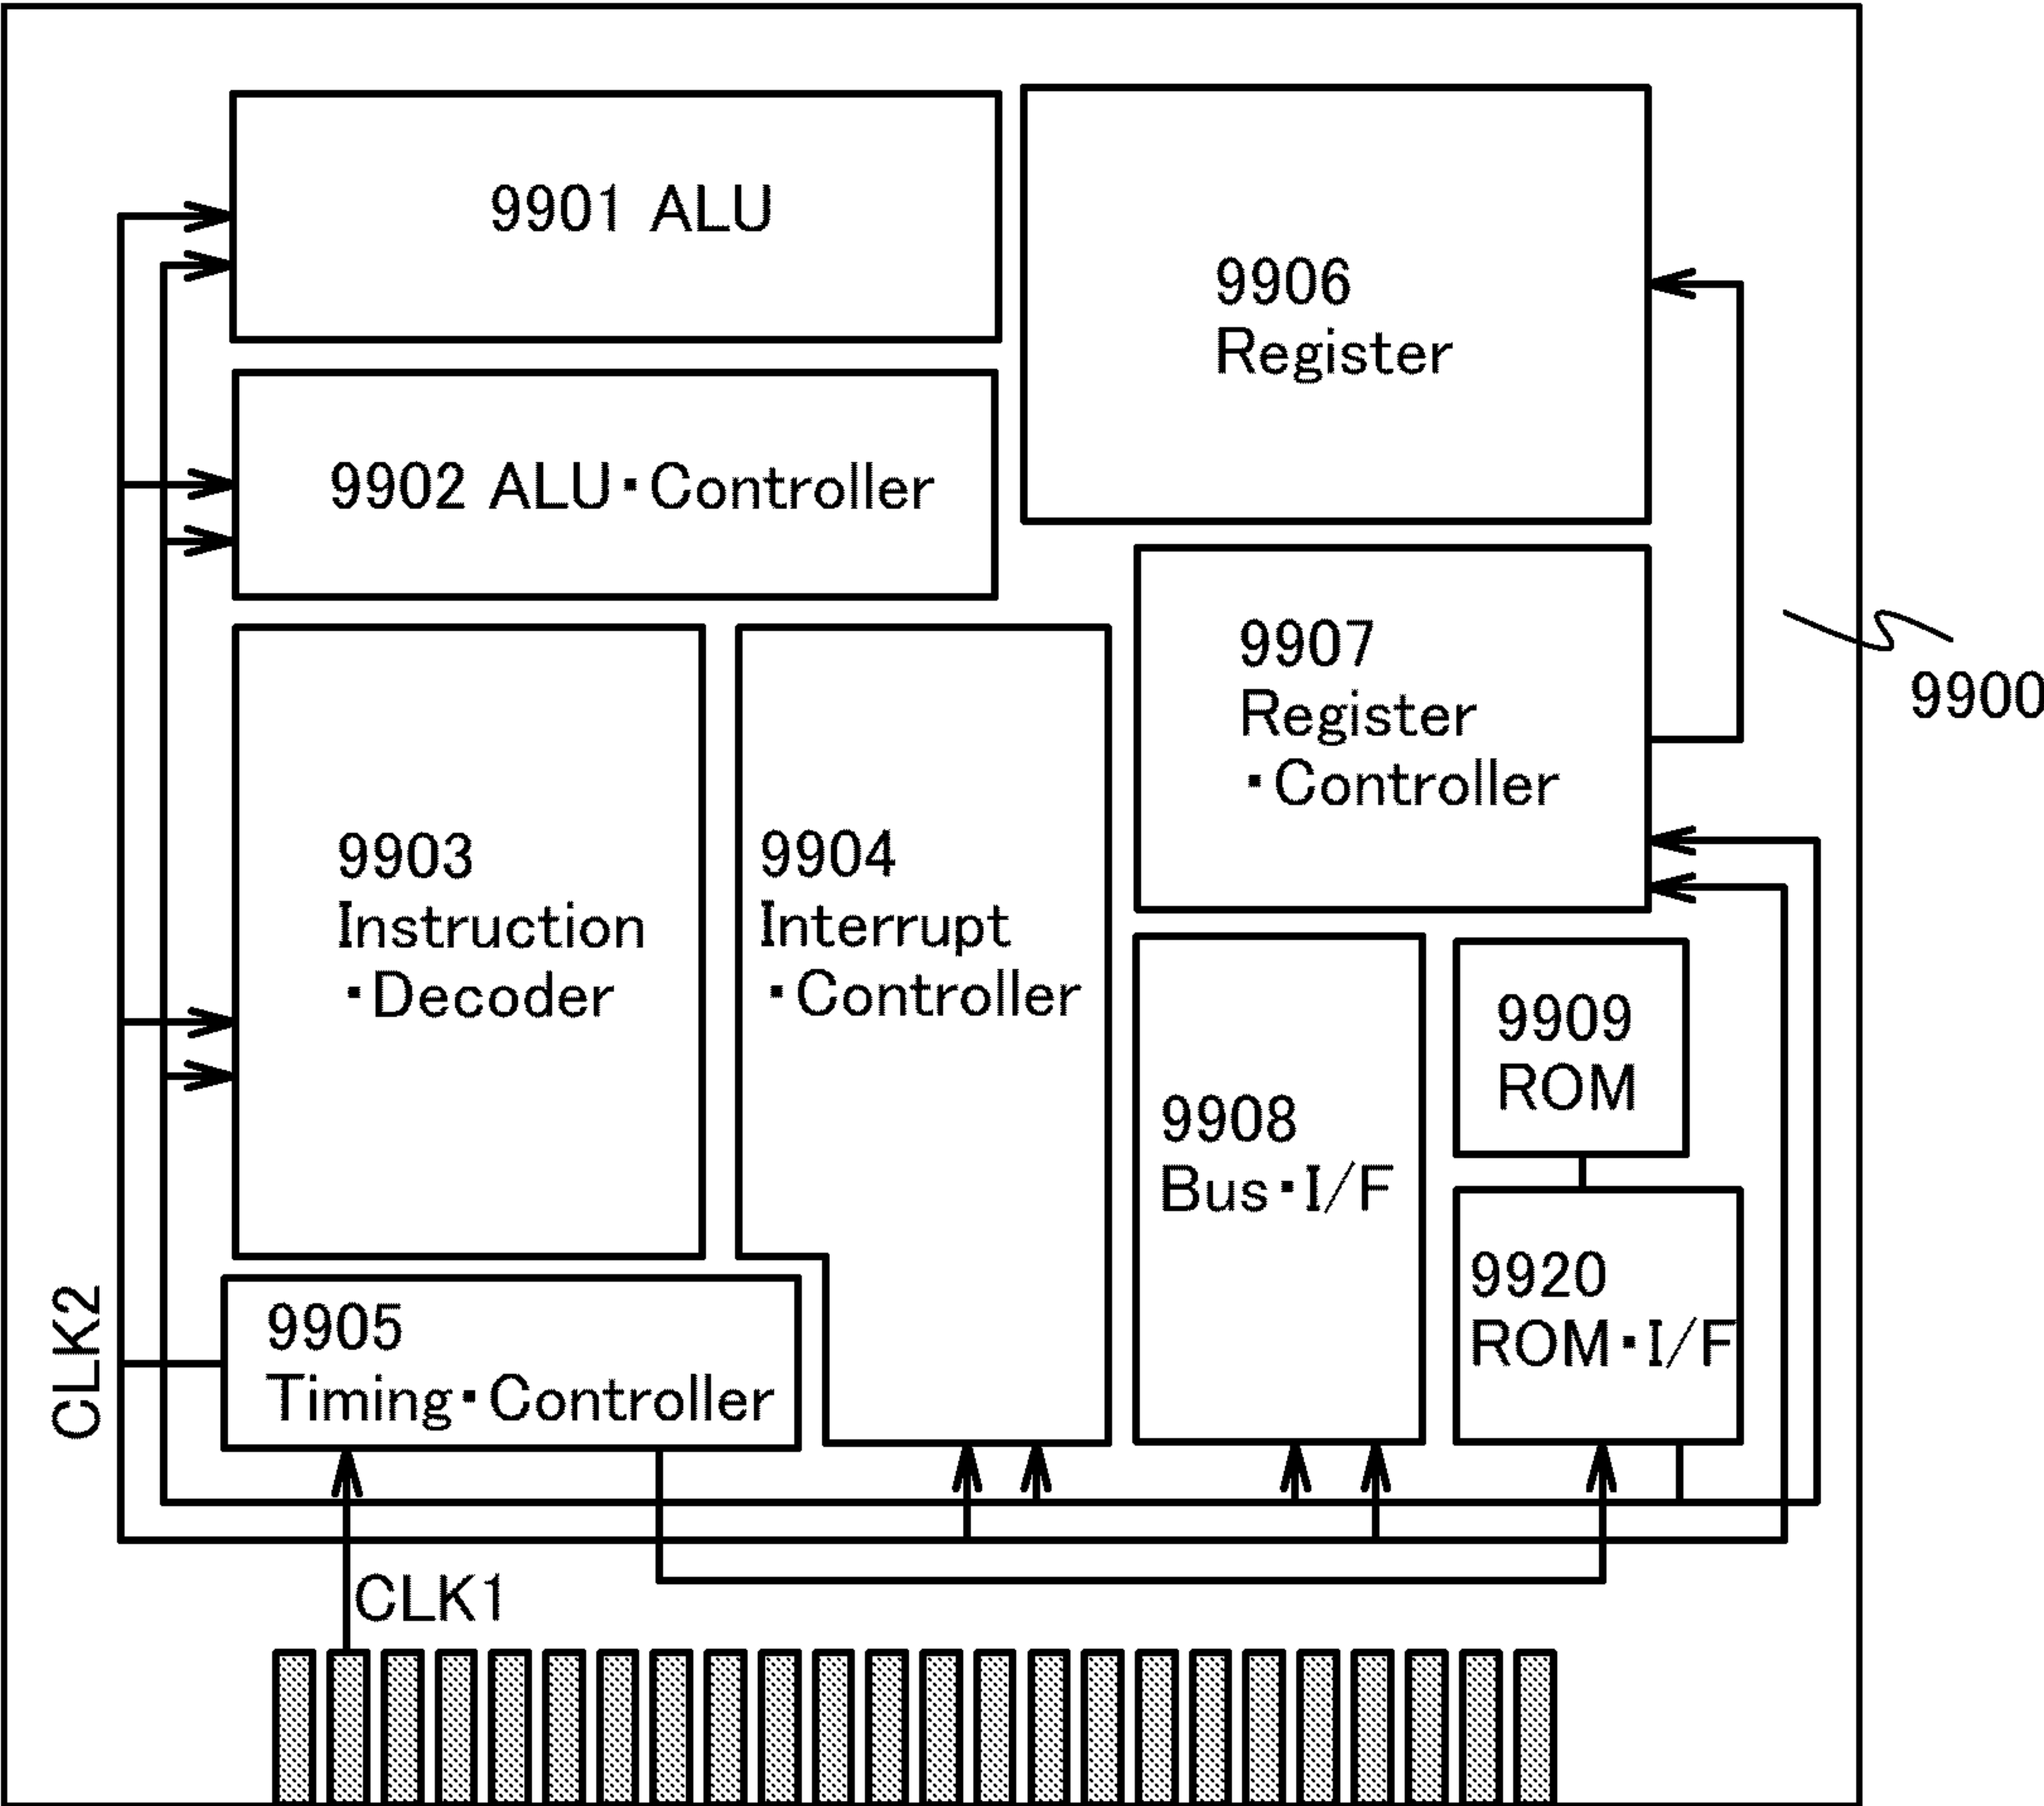 9901 ALU
9906
Register
9902 ALU・Controller
9907
Register
・Controller
9900
9903
Instruction
・Decoder
9904
Interrupt
・Controller
9909
ROM
9908
Bus・I/F
9920
ROM・I/F
9905
Timing・Controller
CLK2
CLK1